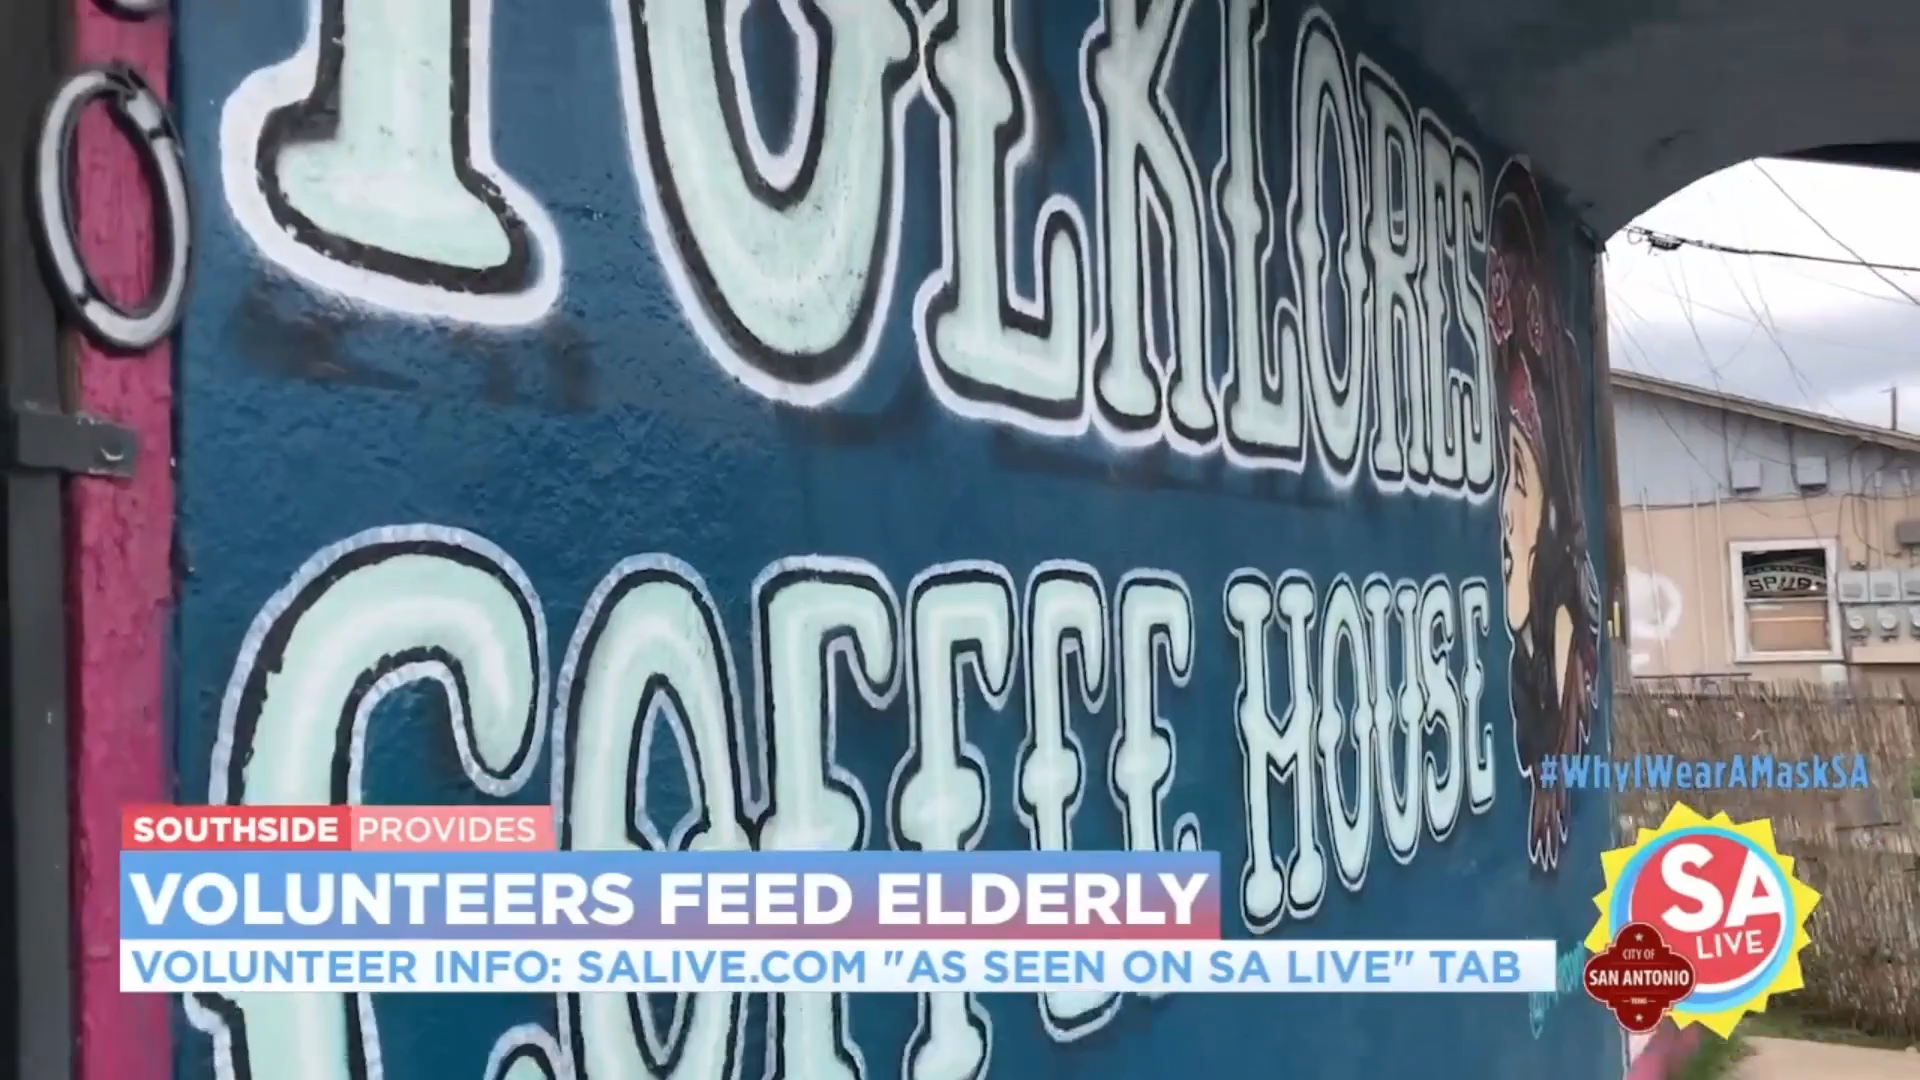 FOLKLORES
COFFEE HOUSE
SPURS
#WhyIWearAMaskSA
SOUTHSIDE PROVIDES
VOLUNTEERS FEED ELDERLY
VOLUNTEER INFO: SALIVE.COM "AS SEEN ON SA LIVE" TAB
SA
LIVE
CITY OF
SAN ANTONIO
TEXAS